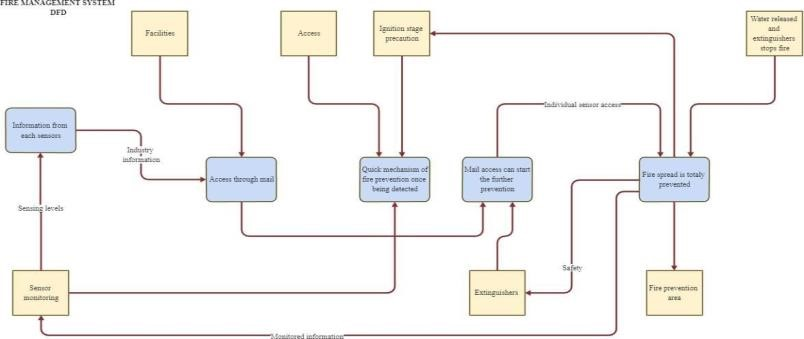 FIRE MANAGEMENT SYSTEM
DFD
Facilities
Access
Ignition stage
precaution
Water released
and
extinguishers
stops fire
Individual sensor access
Information from
each sensors
Industry
information
Access through mail
Quick mechanism of
fire prevention once
being detected
Mail access can start
the further
prevention
Fire spread is totaly
prevented
Sensing levels
Safety
Sensor
monitoring
Extinguishers
Fire prevention
area
Monitored information